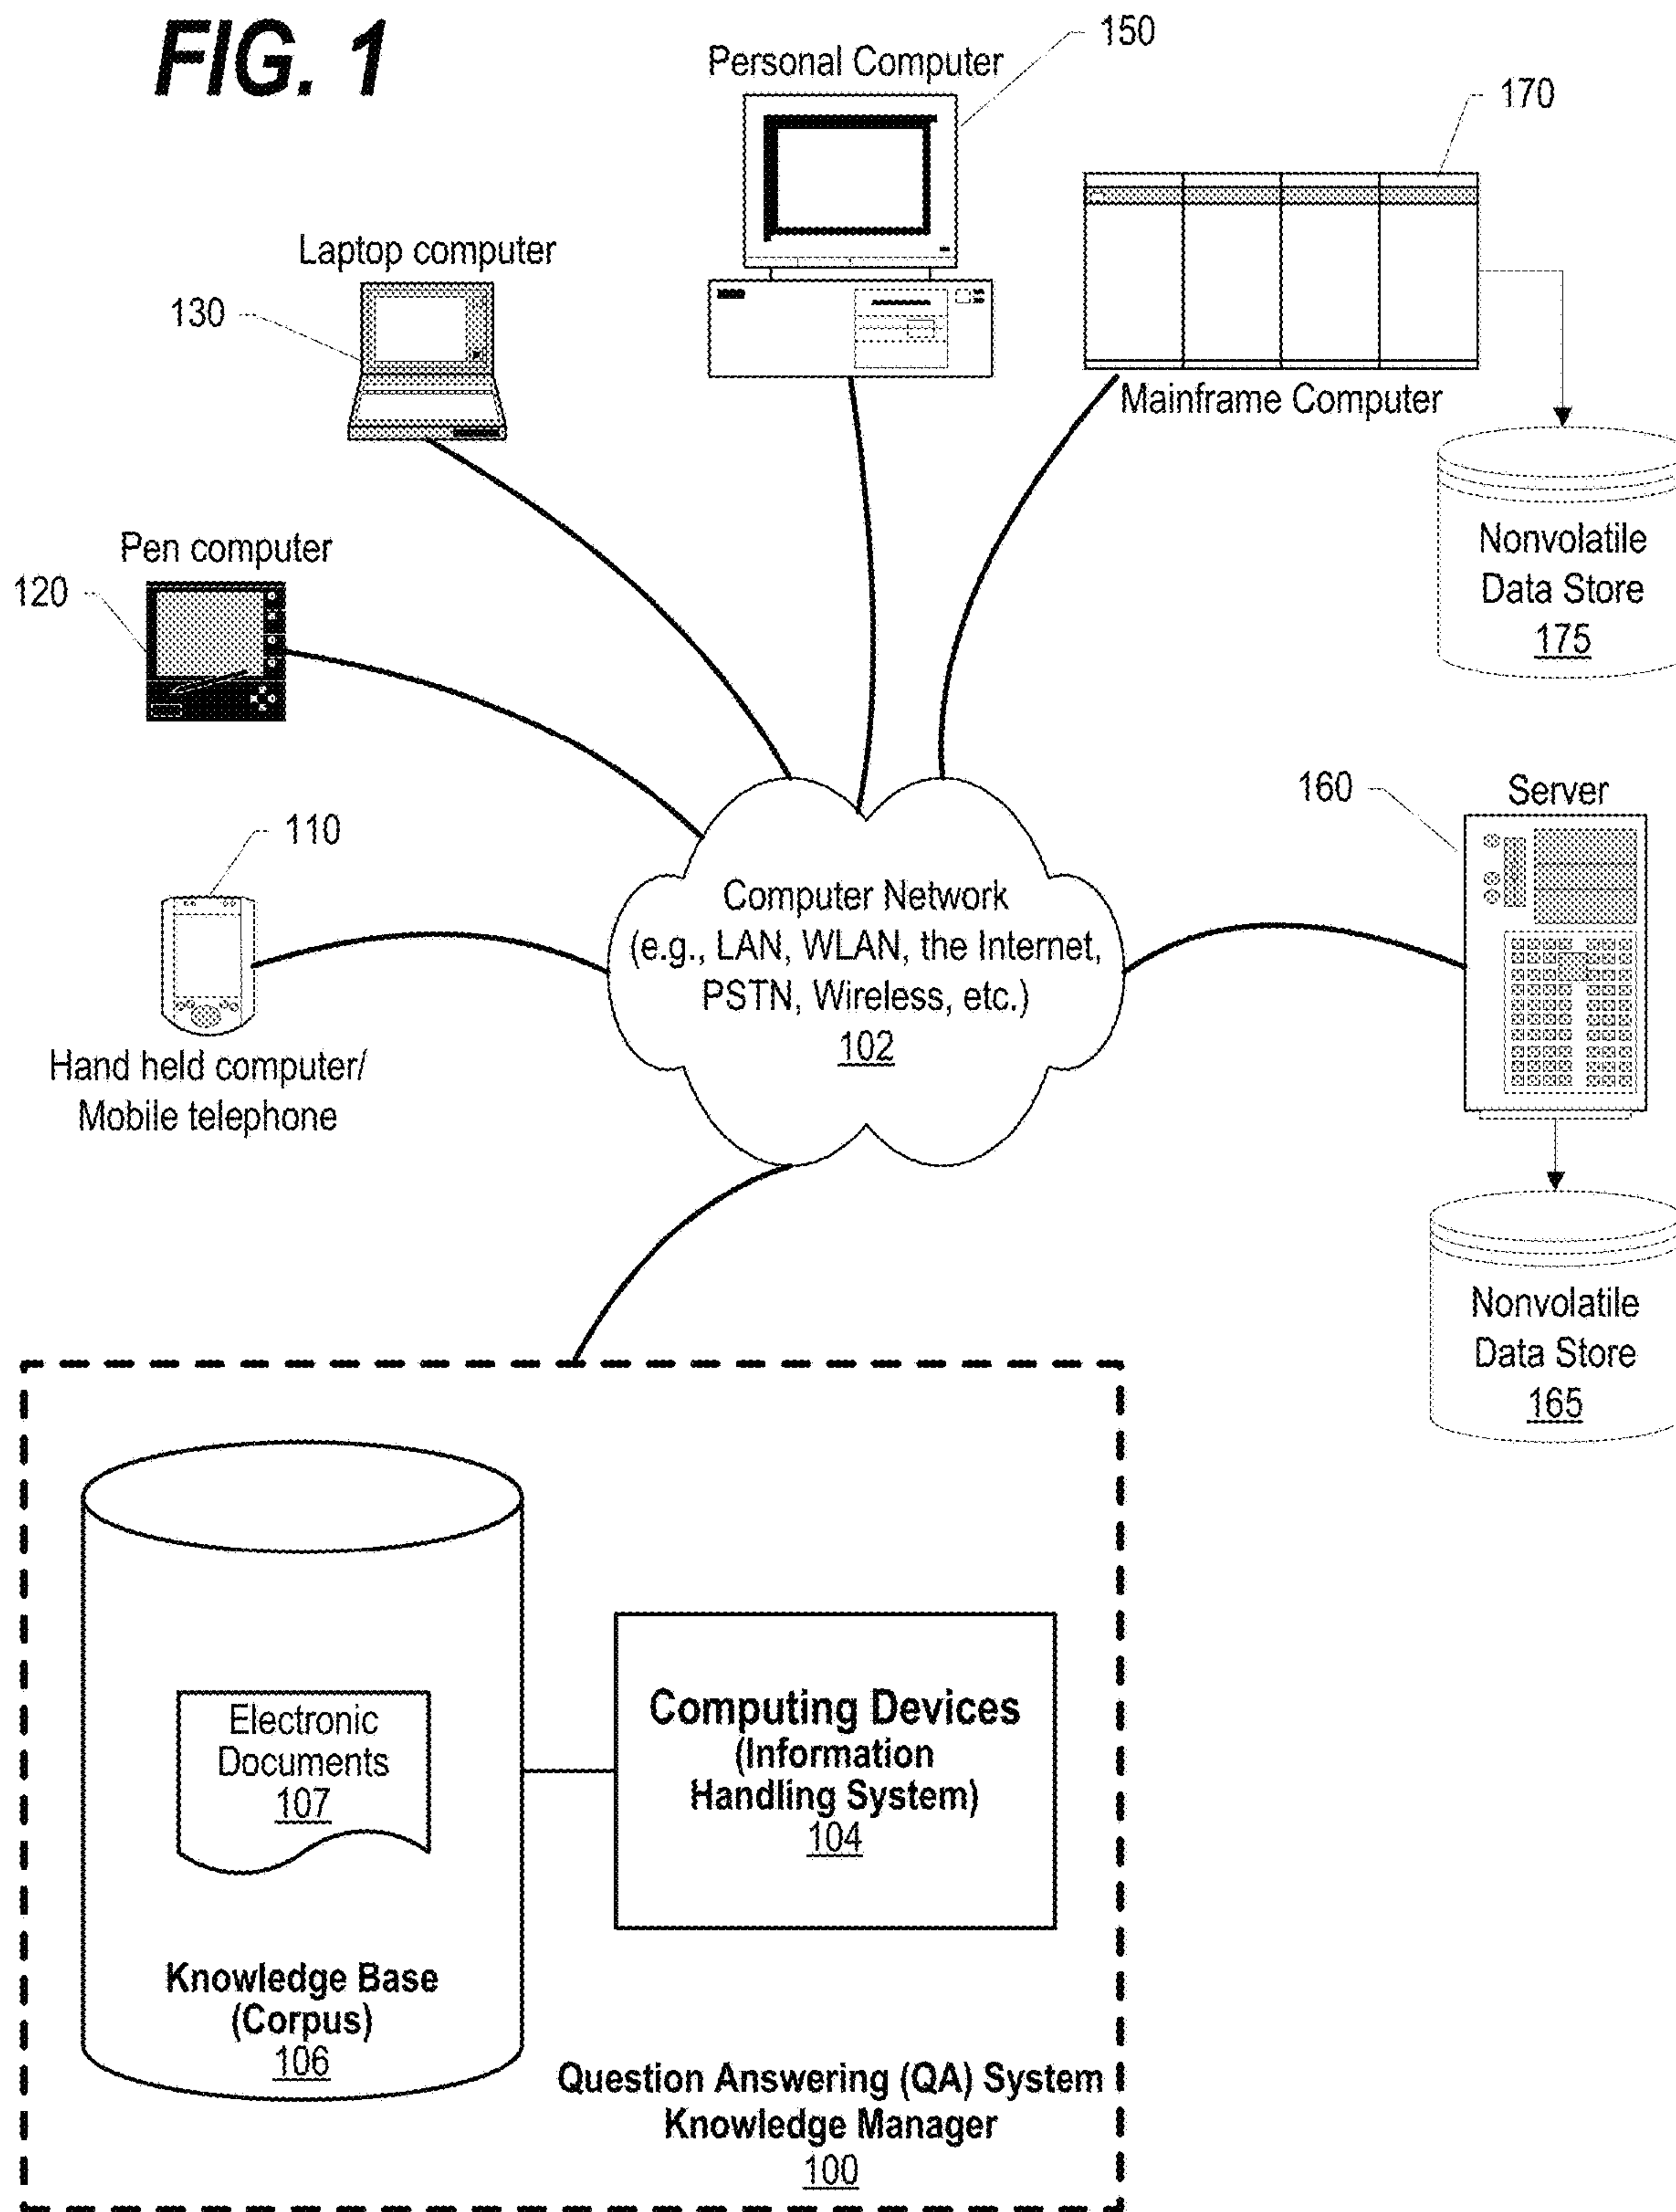 FIG. 1
Personal Computer
150
170
Laptop computer
130
Mainframe Computer
Nonvolatile
Data Store
175
Pen computer
120
160
Server
110
Computer Network
(e.g., LAN, WLAN, the Internet,
PSTN, Wireless, etc.)
102
Hand held computer/
Mobile telephone
Nonvolatile
Data Store
165
Electronic
Documents
107
Computing Devices
(Information
Handling System)
104
Knowledge Base
(Corpus)
106
Question Answering (QA) System
Knowledge Manager
100